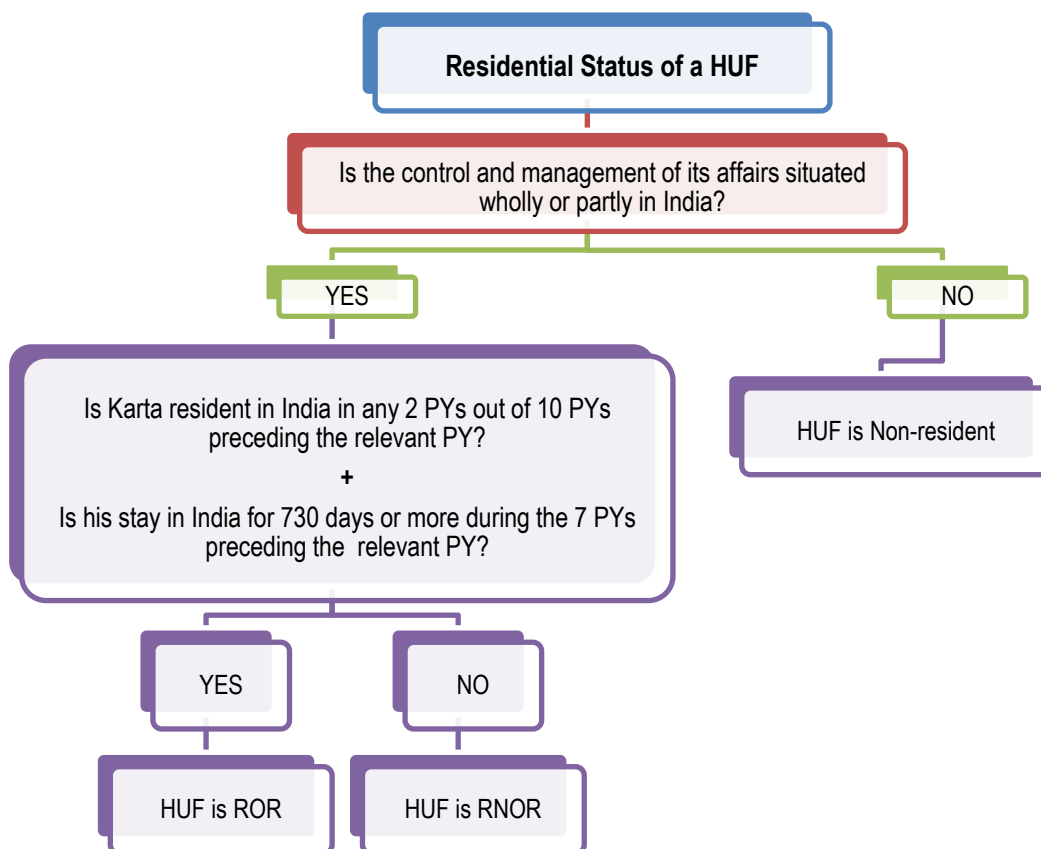 Residential Status of a HUF
Is the control and management of its affairs situated
wholly or partly in India?
YES
NO
Is Karta resident in India in any 2 PYs out of 10 PYs
preceding the relevant PY?
+
Is his stay in India for 730 days or more during the 7 PYs
preceding the relevant PY?
HUF is Non-resident
YES
NO
HUF is ROR
HUF is RNOR